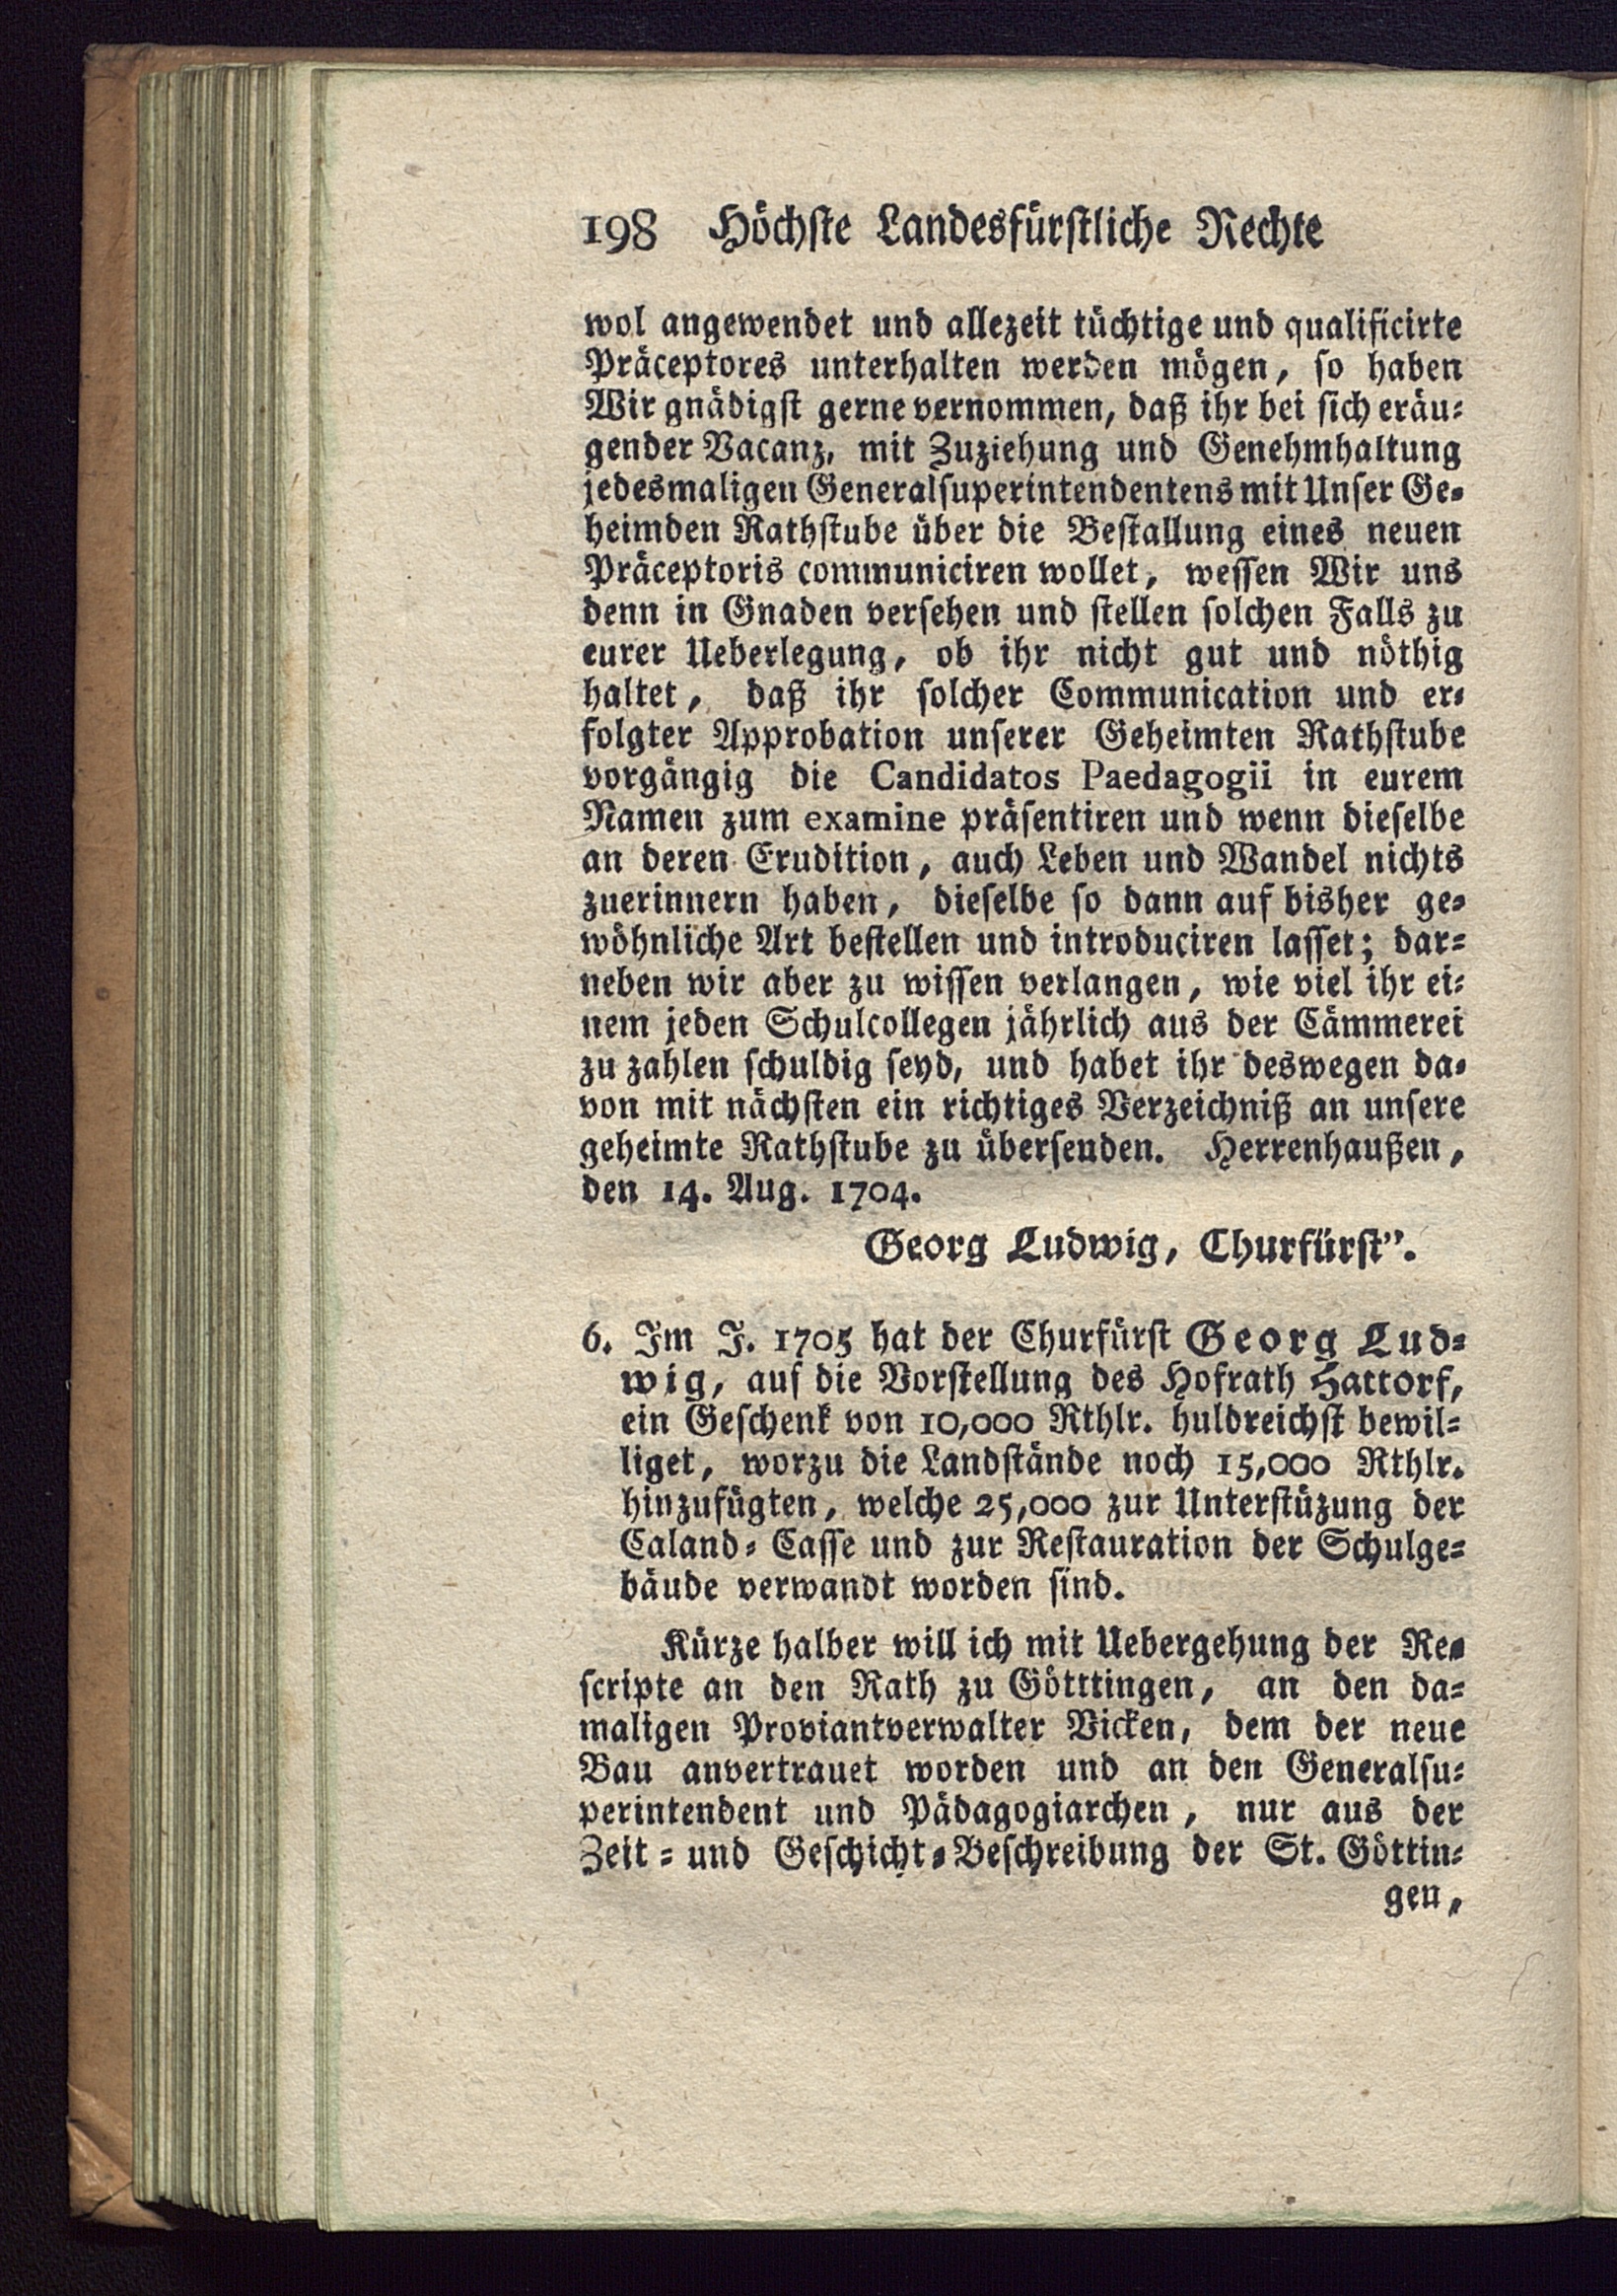 198 Höchste Landesfürstliche Rechte
wol angewendet und allezeit tüchtige und qualificirte
Präceptores unterhalten werden mögen, so haben
Wir gnädigst gerne vernommen, daß ihr bei sich eräu-
gender Vacanz, mit Zuziehung und Genehmhaltung
jedesmaligen Generalsuperintendentens mit Unser Ge-
heimden Rathstube über die Bestallung eines neuen
Präceptoris communiciren wollet, wessen Wir uns
denn in Gnaden versehen und stellen solchen Falls zu
eurer Ueberlegung, ob ihr nicht gut und nöthig
haltet, daß ihr solcher Communication und er-
folgter Approbation unserer Geheimten Rathstube
vorgängig die Candidatos Paedagogii in eurem
Namen zum examine präsentiren und wenn dieselbe
an deren Erudition, auch Leben und Wandel nichts
zuerinnern haben, dieselbe so dann auf bisher ge-
wöhnliche Art bestellen und introduciren lasset; dar-
neben wir aber zu wissen verlangen, wie viel ihr ei-
nem jeden Schulcollegen jährlich aus der Cämmerei
zu zahlen schuldig seyd, und habet ihr deswegen da-
von mit nächsten ein richtiges Verzeichniß an unsere
geheimte Rathstube zu übersenden. Herrenhaußen,
den 14. Aug. 1704.
Georg Ludwig, Churfürst”.
6. Im J. 1705 hat der Churfürst Georg Lud-
wig, auf die Vorstellung des Hofrath Hattorf,
ein Geschenk von 10,000 Rthlr. huldreichst bewil-
liget, worzu die Landstände noch 15,000 Rthlr.
hinzufügten, welche 25,000 zur Unterstüzung der
Caland-Casse und zur Restauration der Schulge-
bäude verwandt worden sind.
Kürze halber will ich mit Uebergehung der Re-
scripte an den Rath zu Götttingen, an den da-
maligen Proviantverwalter Vicken, dem der neue
Bau anvertrauet worden und an den Generalsu-
perintendent und Pädagogiarchen, nur aus der
Zeit- und Geschicht-Beschreibung der St. Göttin-
gen,